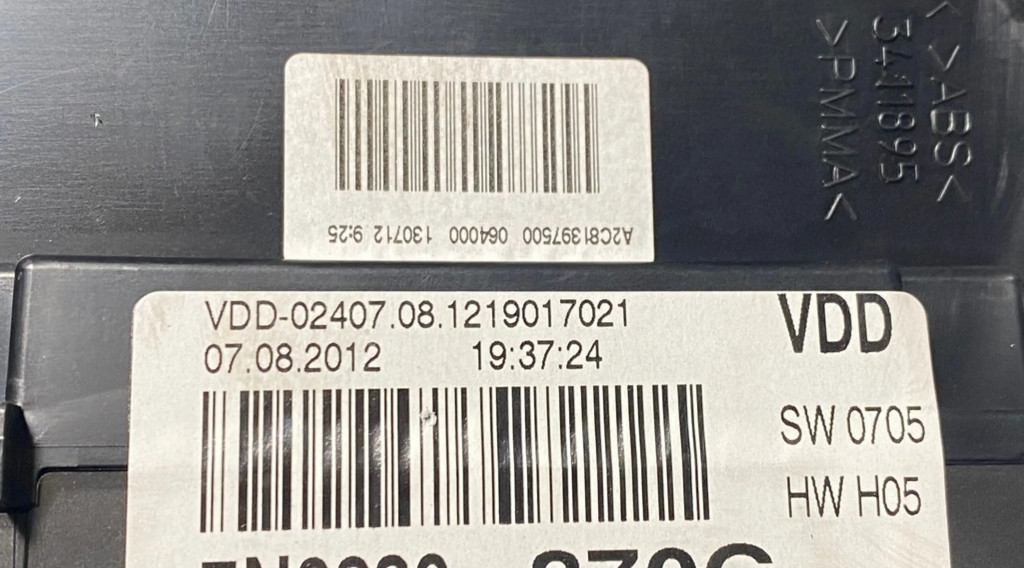 >ABS<
3441895
>PMMA<
A2C81397500 064000 130712 9:25
VDD-02407.08.1219017021
07.08.2012 19:37:24
VDD
SW 0705
HW H05